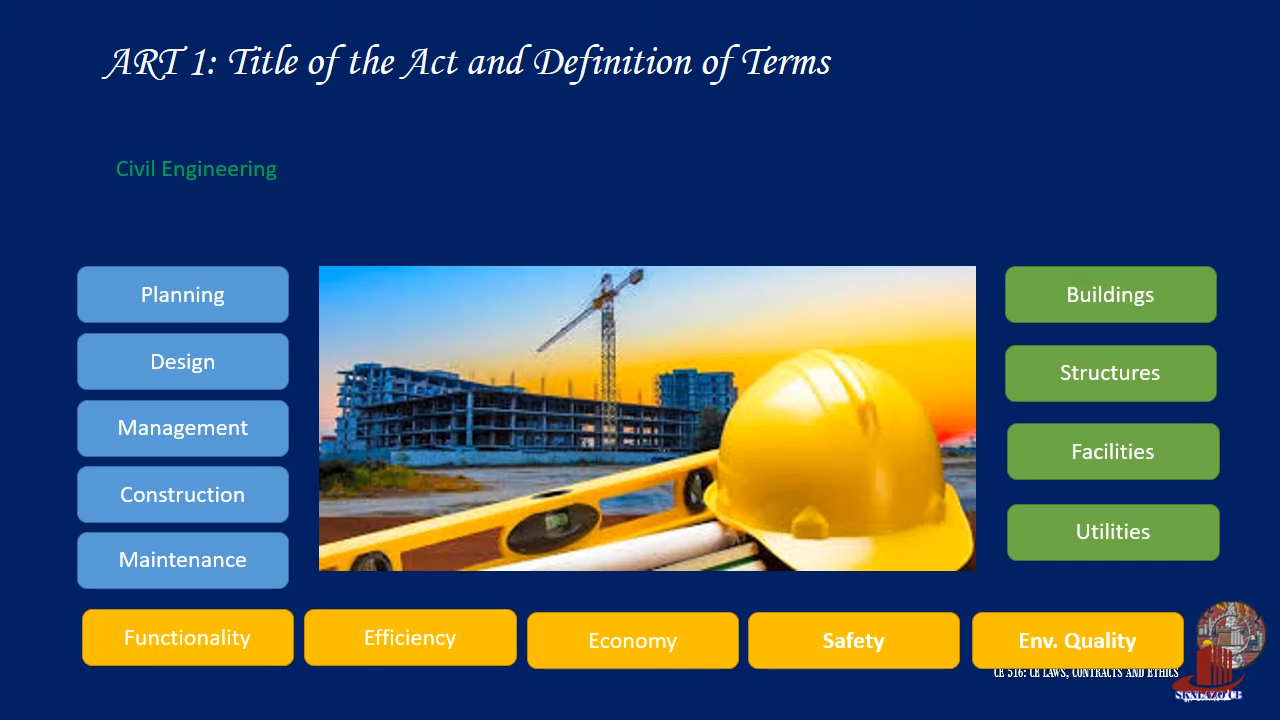 ART 1: Title of the Act and Definition of Terms
Civil Engineering
Planning
Design
Management
Construction
Maintenance
Buildings
Structures
Facilities
Utilities
Functionality
Efficiency
Economy
Safety
Env. Quality
CE 516: CE LAWS, CONTRACTS AND ETHICS